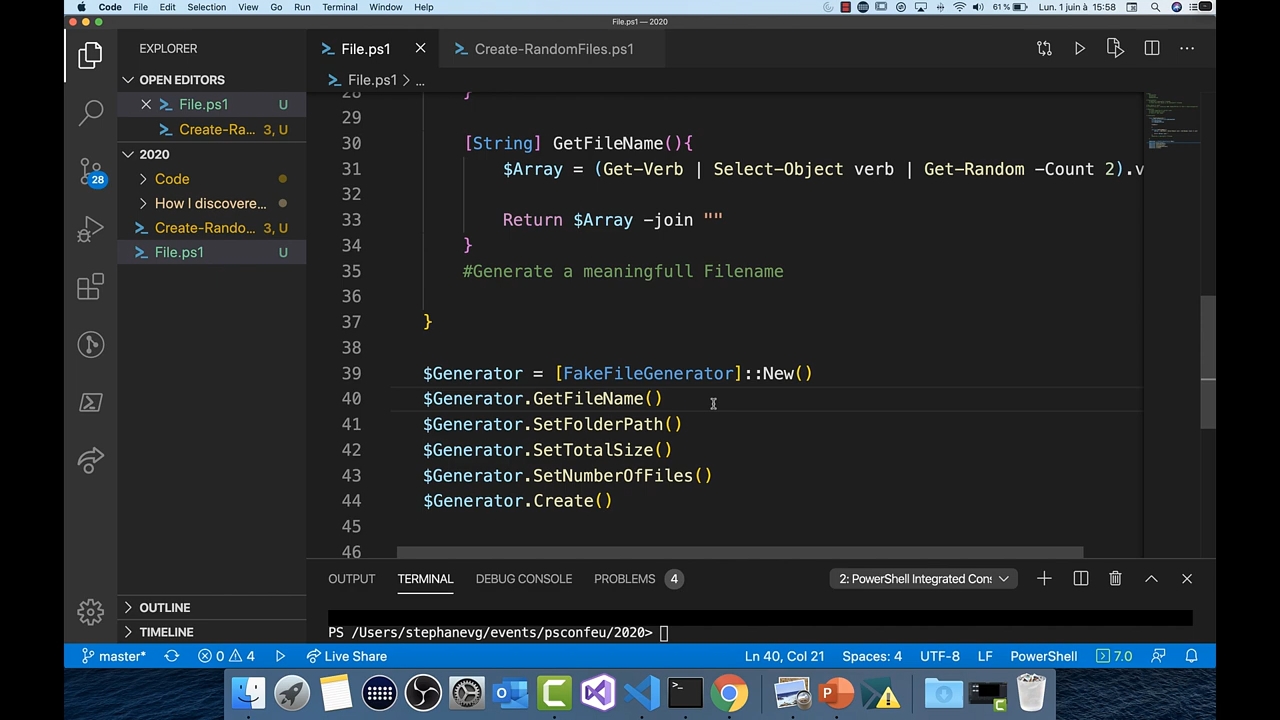 Code File Edit Selection View Go Run Terminal Window Help 61 % Lun. 1 juin à 15:58
File.ps1 — 2020
EXPLORER
OPEN EDITORS
File.ps1 U
Create-Ra... 3, U
2020
Code
How I discovere...
Create-Rando... 3, U
File.ps1 U
OUTLINE
TIMELINE
28
File.ps1
Create-RandomFiles.ps1
File.ps1 > ...
28 }
29
30 [String] GetFileName(){
31 $Array = (Get-Verb | Select-Object verb | Get-Random -Count 2).v
32
33 Return $Array -join ""
34 }
35 #Generate a meaningfull Filename
36
37 }
38
39 $Generator = [FakeFileGenerator]::New()
40 $Generator.GetFileName()
41 $Generator.SetFolderPath()
42 $Generator.SetTotalSize()
43 $Generator.SetNumberOfFiles()
44 $Generator.Create()
45
46
OUTPUT TERMINAL DEBUG CONSOLE PROBLEMS 4 2: PowerShell Integrated Cons
PS /Users/stephanevg/events/psconfeu/2020>
master* 0 4 Live Share Ln 40, Col 21 Spaces: 4 UTF-8 LF PowerShell 7.0